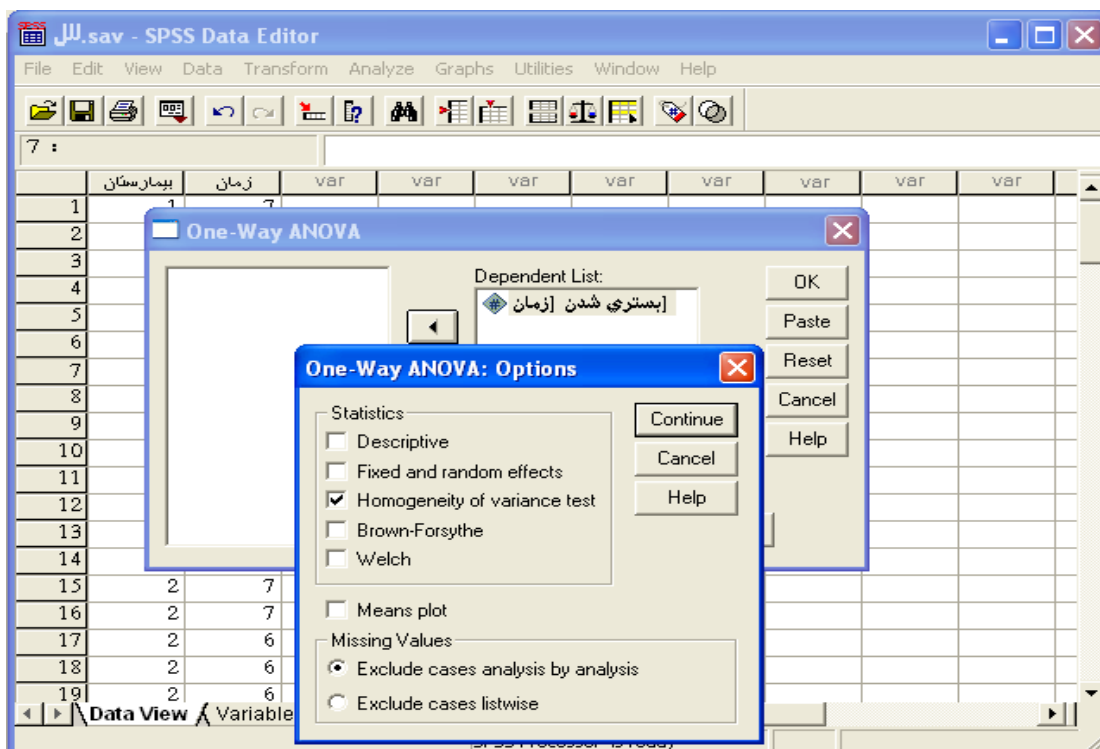 SPSS
لل.sav - SPSS Data Editor
File Edit View Data Transform Analyze Graphs Utilities Window Help
7 :
بیمارستان زمان var var var var var var var var
1 1 7
2
3
4
5
6
7
8
9
10
11
12
13
14
15 2 7
16 2 7
17 2 6
18 2 6
19 2 6
One-Way ANOVA
Dependent List:
بستري شدن [زمان]
OK
Paste
Reset
Cancel
Help
One-Way ANOVA: Options
Statistics
Descriptive
Fixed and random effects
Homogeneity of variance test
Brown-Forsythe
Welch
Means plot
Missing Values
Exclude cases analysis by analysis
Exclude cases listwise
Continue
Cancel
Help
Data View Variable
SPSS Processor is ready